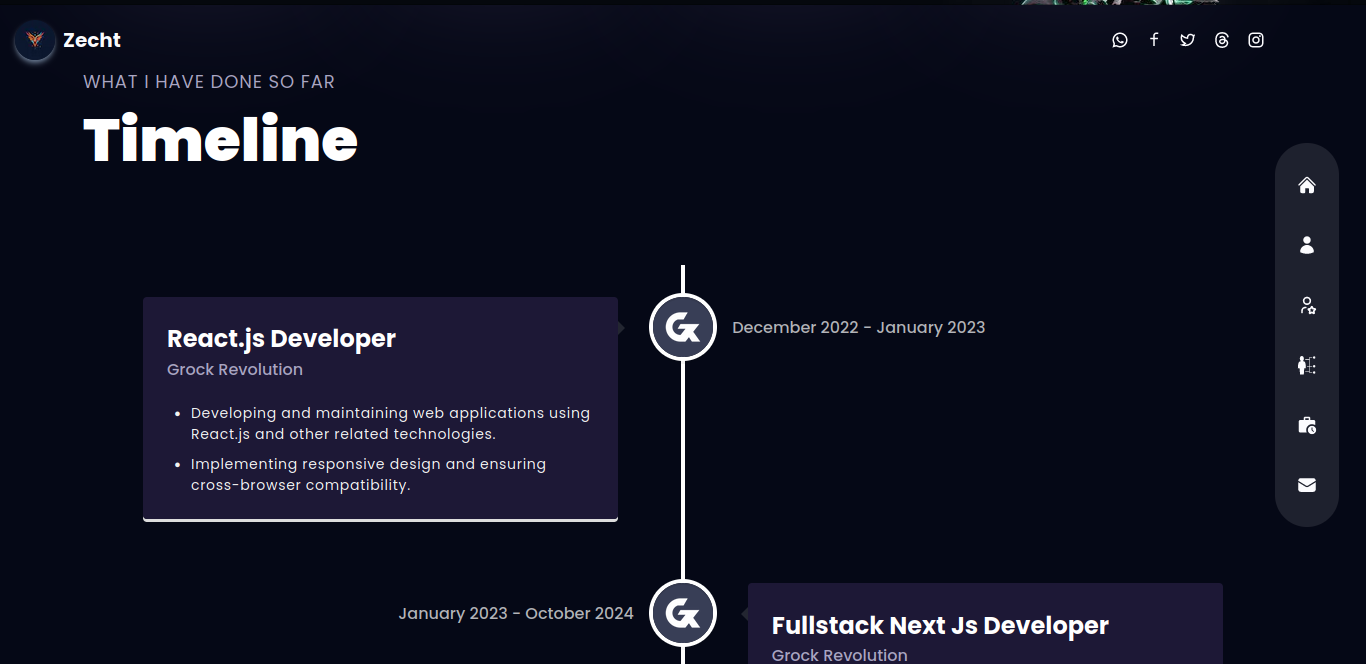 Zecht
WHAT I HAVE DONE SO FAR
Timeline
React.js Developer
Grock Revolution
Developing and maintaining web applications using
React.js and other related technologies.
Implementing responsive design and ensuring
cross-browser compatibility.
December 2022 - January 2023
January 2023 - October 2024
Fullstack Next Js Developer
Grock Revolution